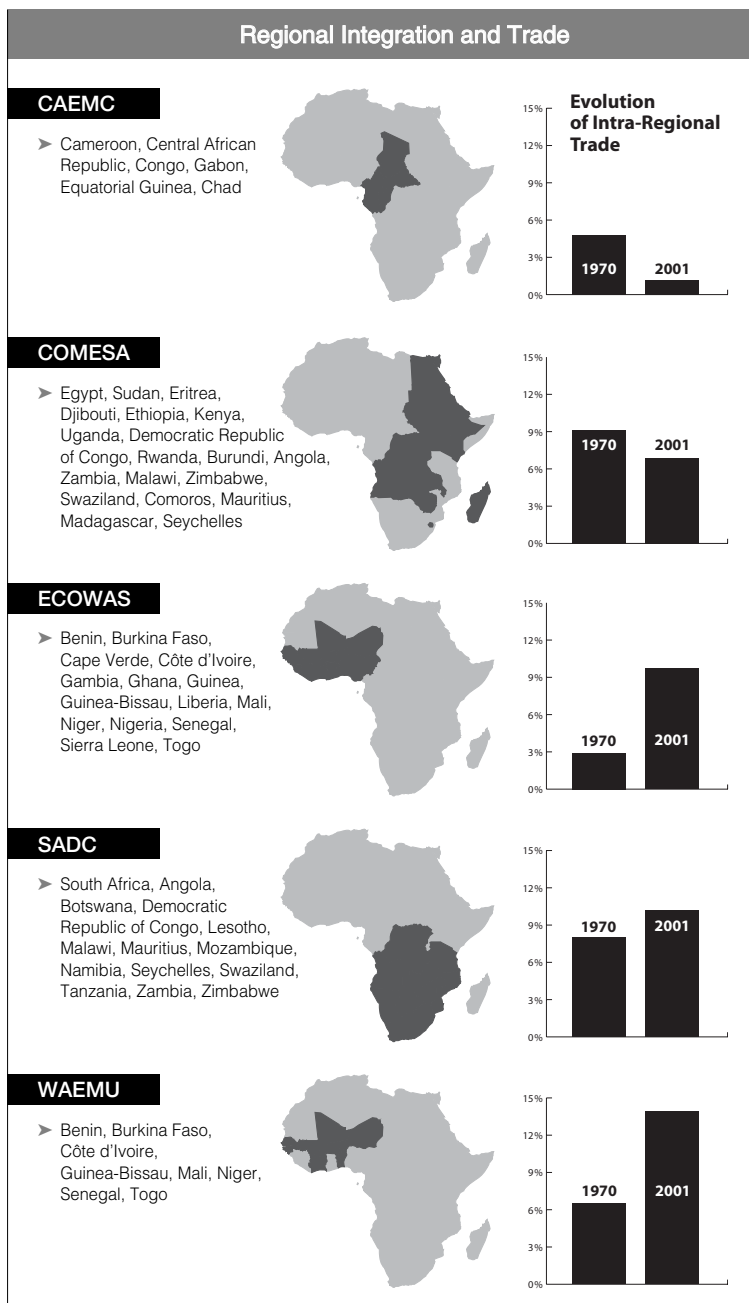 Regional Integration and Trade
CAEMC
➤ Cameroon, Central African
Republic, Congo, Gabon,
Equatorial Guinea, Chad
15%
12%
9%
6%
3%
0%
Evolution
of Intra-Regional
Trade
1970
2001
COMESA
➤ Egypt, Sudan, Eritrea,
Djibouti, Ethiopia, Kenya,
Uganda, Democratic Republic
of Congo, Rwanda, Burundi, Angola,
Zambia, Malawi, Zimbabwe,
Swaziland, Comoros, Mauritius,
Madagascar, Seychelles
15%
12%
9%
6%
3%
0%
1970
2001
ECOWAS
➤ Benin, Burkina Faso,
Cape Verde, Côte d'Ivoire,
Gambia, Ghana, Guinea,
Guinea-Bissau, Liberia, Mali,
Niger, Nigeria, Senegal,
Sierra Leone, Togo
15%
12%
9%
6%
3%
0%
1970
2001
SADC
➤ South Africa, Angola,
Botswana, Democratic
Republic of Congo, Lesotho,
Malawi, Mauritius, Mozambique,
Namibia, Seychelles, Swaziland,
Tanzania, Zambia, Zimbabwe
15%
12%
9%
6%
3%
0%
1970
2001
WAEMU
➤ Benin, Burkina Faso,
Côte d'Ivoire,
Guinea-Bissau, Mali, Niger,
Senegal, Togo
15%
12%
9%
6%
3%
0%
1970
2001